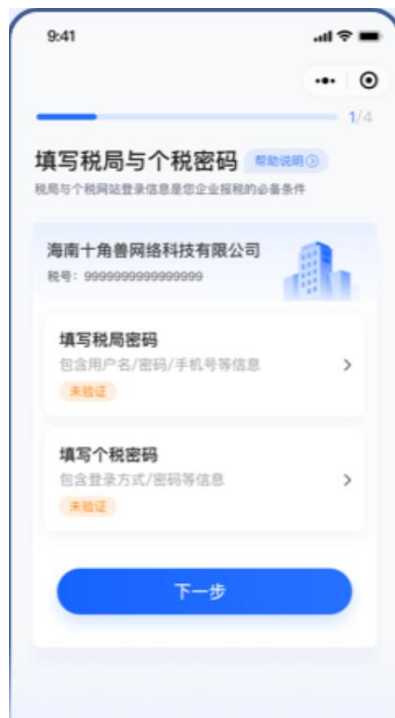 9:41
1/4
填写税局与个税密码 帮助说明
税局与个税网站登录信息是您企业报税的必备条件
海南十角兽网络科技有限公司
税号：9999999999999999
填写税局密码
包含用户名/密码/手机号等信息
未验证
填写个税密码
包含登录方式/密码等信息
未验证
下一步